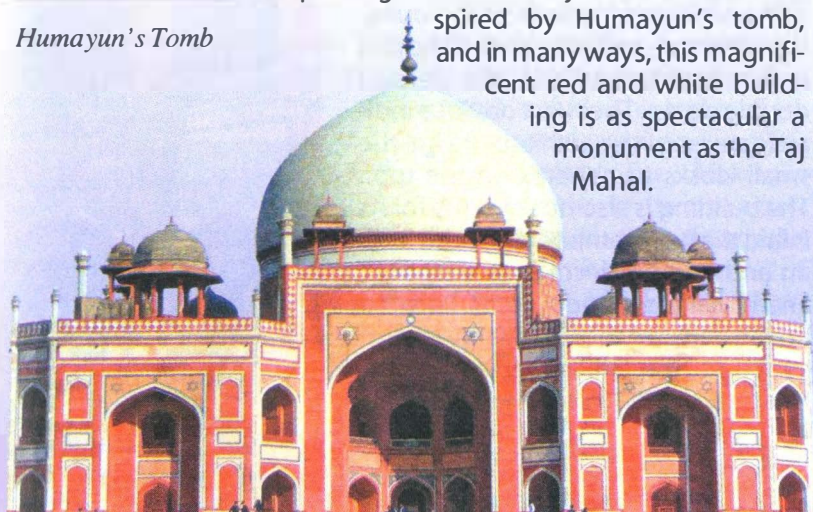 Humayun's Tomb
spired by Humayun's tomb,
and in many ways, this magnifi-
cent red and white build-
ing is as spectacular a
monument as the Taj
Mahal.